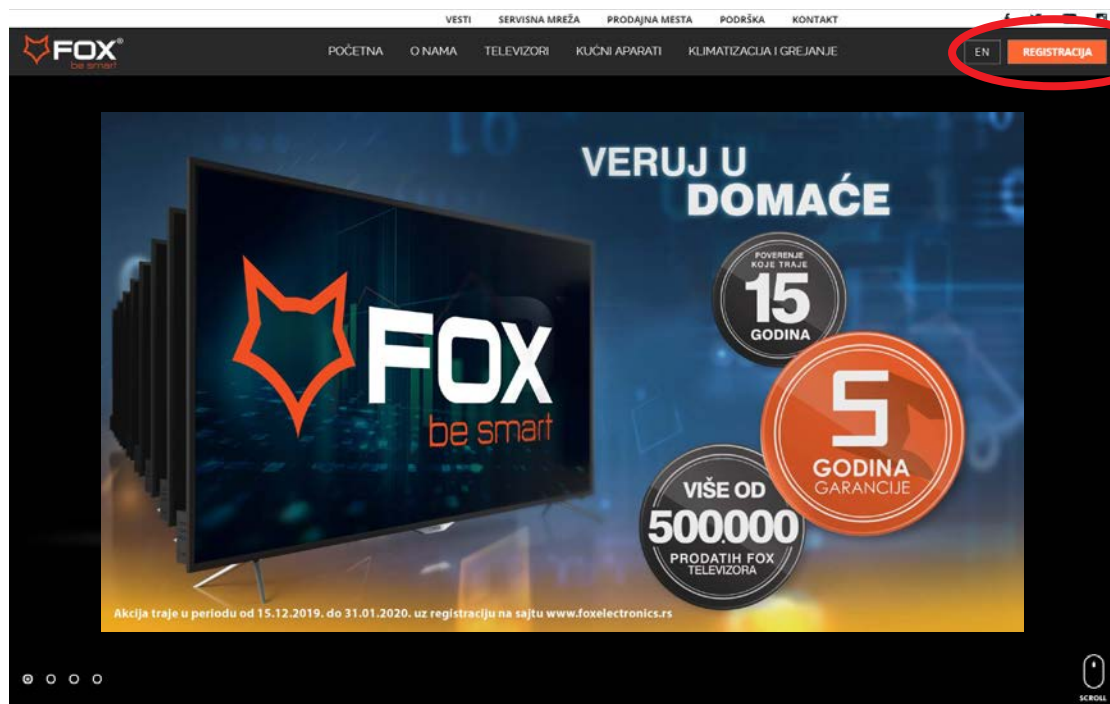 VESTI SERVISNA MREŽA PRODAJNA MESTA PODRŠKA KONTAKT
FOX®
be smart
POČETNA O NAMA TELEVIZORI KUĆNI APARATI KLIMATIZACIJA I GREJANJE
EN REGISTRACIJA
VERUJ U
DOMAĆE
POVERENJE
KOJE TRAJE
15
GODINA
FOX
be smart
5
GODINA
GARANCIJE
VIŠE OD
500.000
PRODATIH FOX
TELEVIZORA
Akcija traje u periodu od 15.12.2019. do 31.01.2020. uz registraciju na sajtu www.foxelectronics.rs
SCROLL